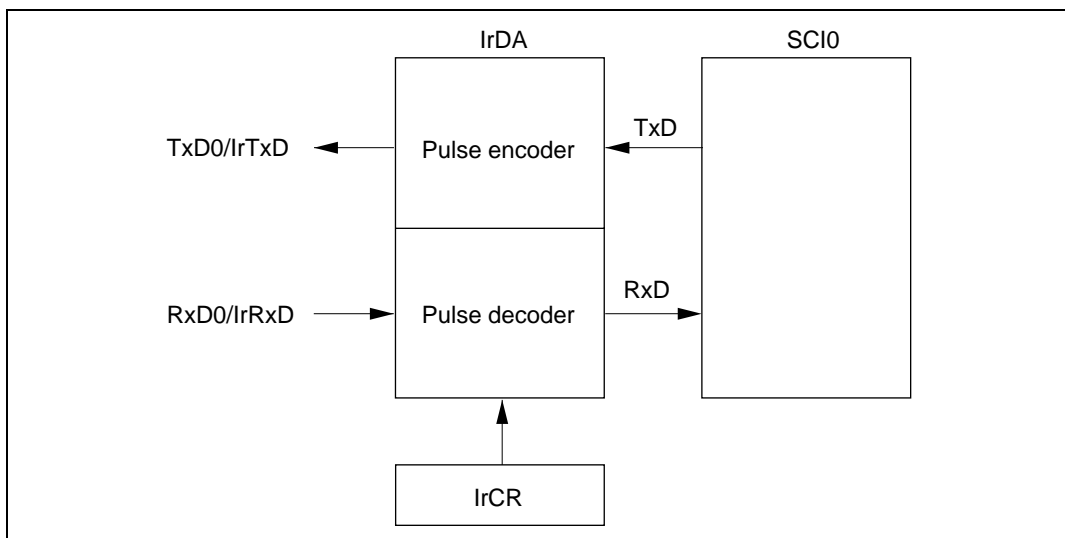 IrDA
SCI0
TxD0/IrTxD
Pulse encoder
TxD
RxD0/IrRxD
Pulse decoder
RxD
IrCR